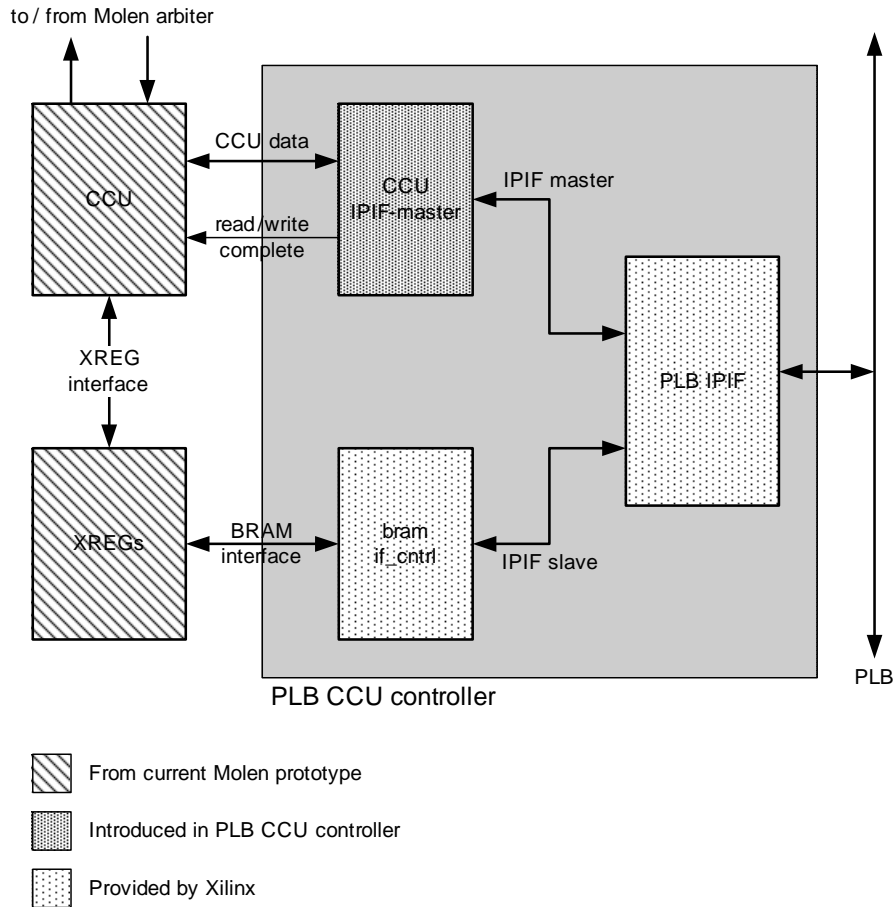 to / from Molen arbiter
CCU data
IPIF master
CCU
CCU
IPIF-master
read/write
complete
XREG
interface
PLB IPIF
XREGs
BRAM
interface
bram
if_cntrl
IPIF slave
PLB
PLB CCU controller
From current Molen prototype
Introduced in PLB CCU controller
Provided by Xilinx